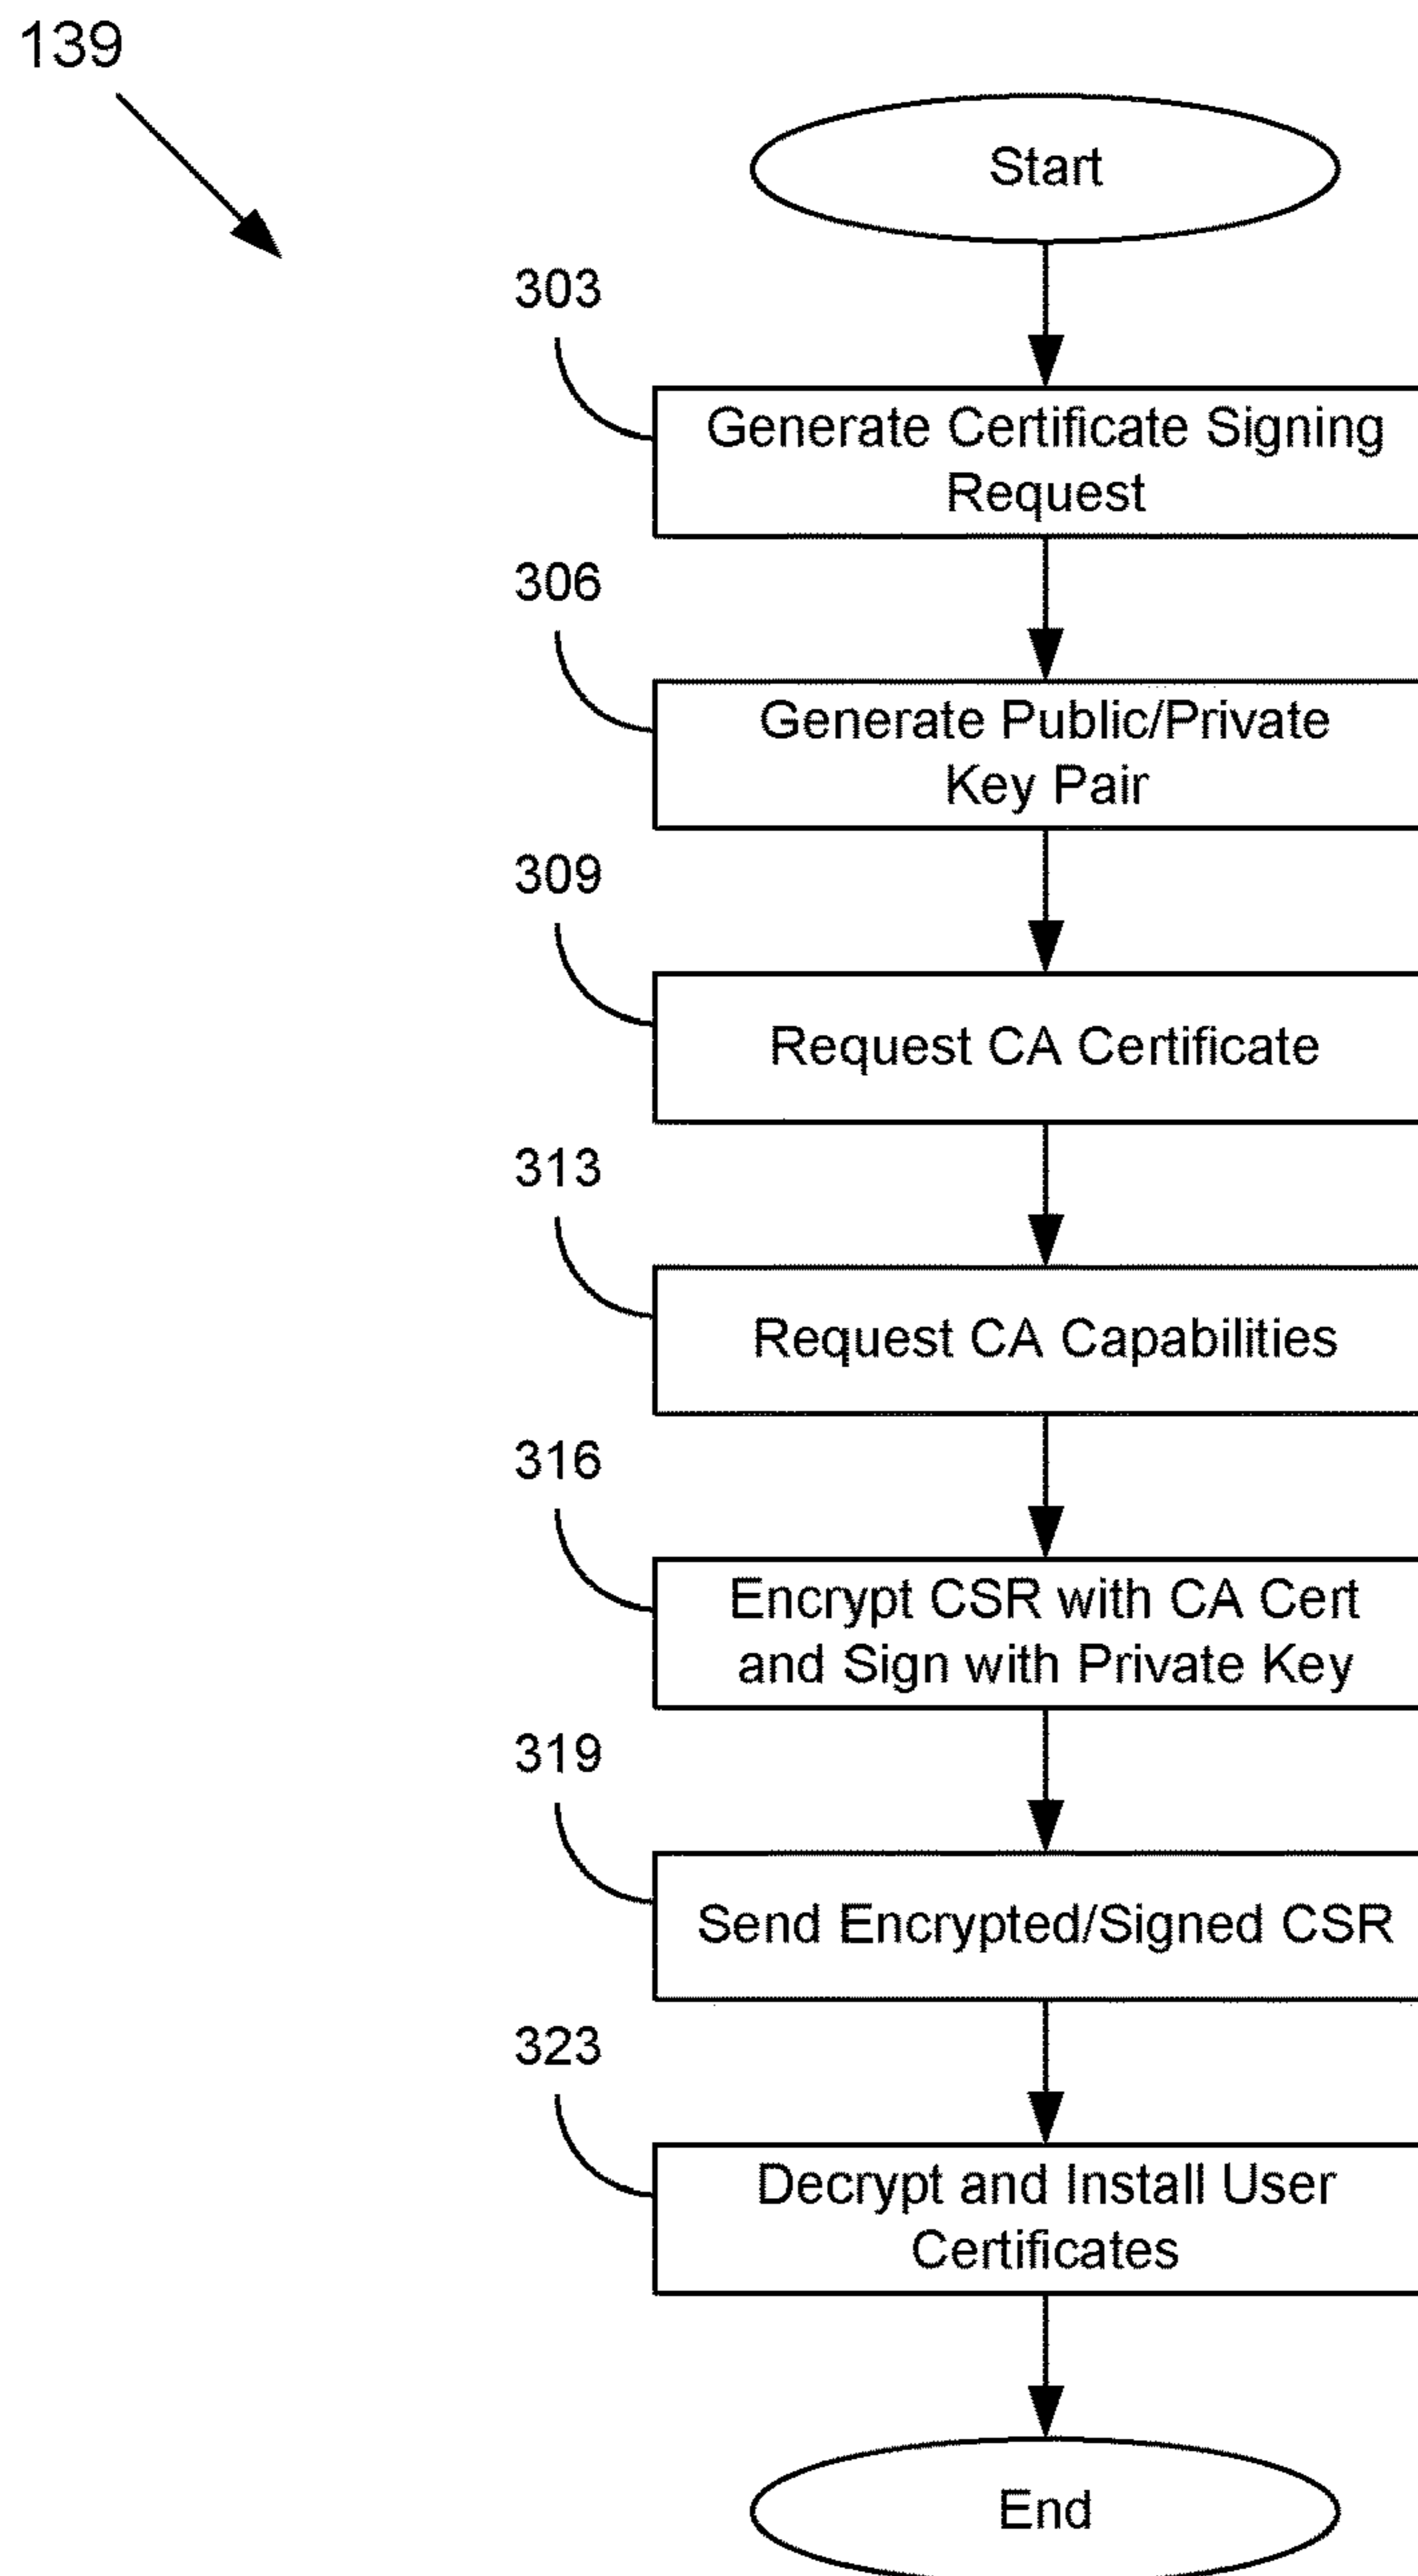 139
Start
303
Generate Certificate Signing
Request
306
Generate Public/Private
Key Pair
309
Request CA Certificate
313
Request CA Capabilities
316
Encrypt CSR with CA Cert
and Sign with Private Key
319
Send Encrypted/Signed CSR
323
Decrypt and Install User
Certificates
End